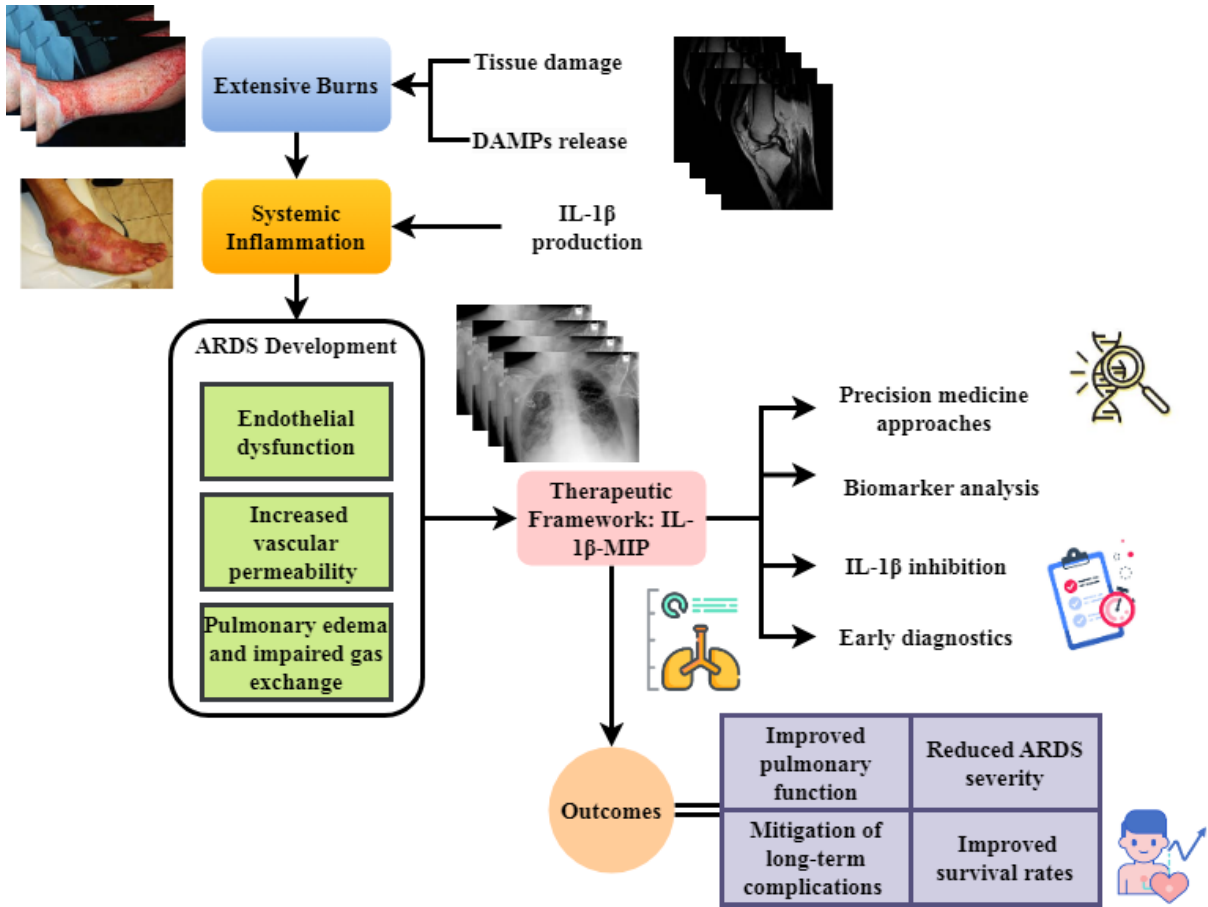 Extensive Burns
Tissue damage
DAMPs release
Systemic
Inflammation
IL-1β
production
ARDS Development
Endothelial
dysfunction
Increased
vascular
permeability
Pulmonary edema
and impaired gas
exchange
Therapeutic
Framework: IL-
1β-MIP
Precision medicine
approaches
Biomarker analysis
IL-1β inhibition
Early diagnostics
Outcomes
Improved
pulmonary
function
Reduced ARDS
severity
Mitigation of
long-term
complications
Improved
survival rates